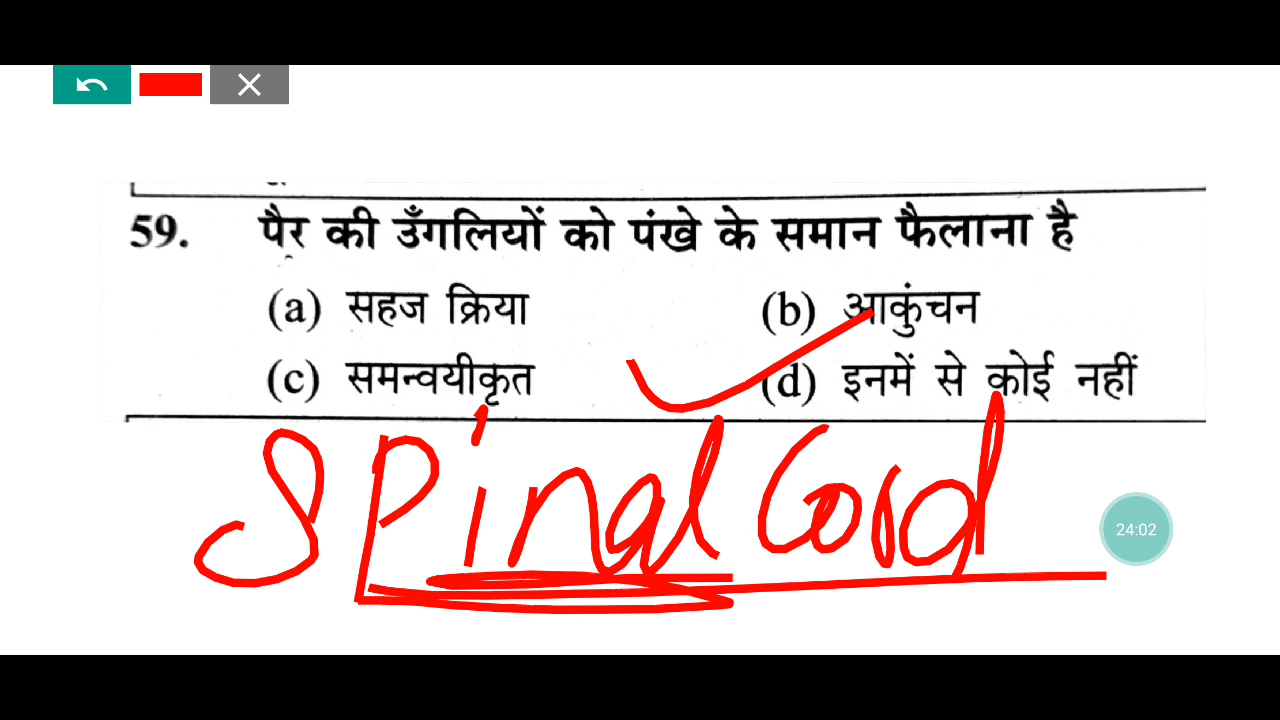 59. पैर की उँगलियों को पंखे के समान फैलाना है
(a) सहज क्रिया (b) आकुंचन
(c) समन्वयीकृत (d) इनमें से कोई नहीं
Spinal Cord
24:02